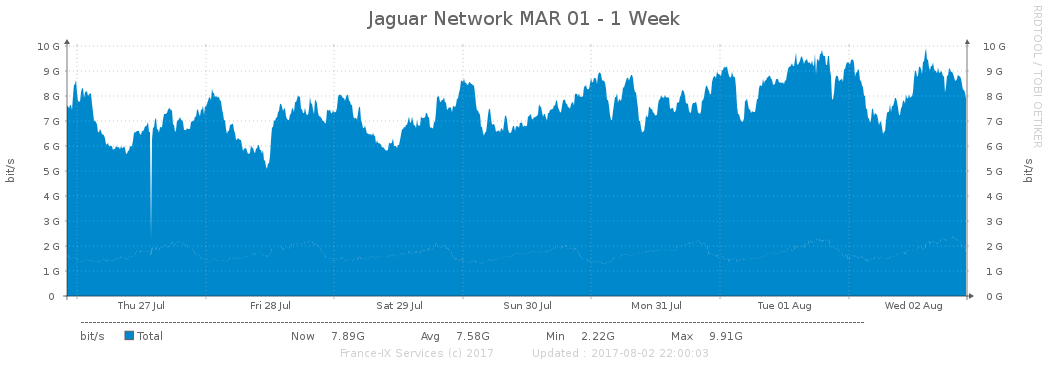 Jaguar Network MAR 01 - 1 Week
RRDTOOL / TOBI OETIKER
bit/s
10 G
9 G
8 G
7 G
6 G
5 G
4 G
3 G
2 G
1 G
0
10 G
9 G
8 G
7 G
6 G
5 G
4 G
3 G
2 G
1 G
0 G
bit/s
Thu 27 Jul Fri 28 Jul Sat 29 Jul Sun 30 Jul Mon 31 Jul Tue 01 Aug Wed 02 Aug
bit/s Total Now 7.89G Avg 7.58G Min 2.22G Max 9.91G
France-IX Services (c) 2017 Updated : 2017-08-02 22:00:03